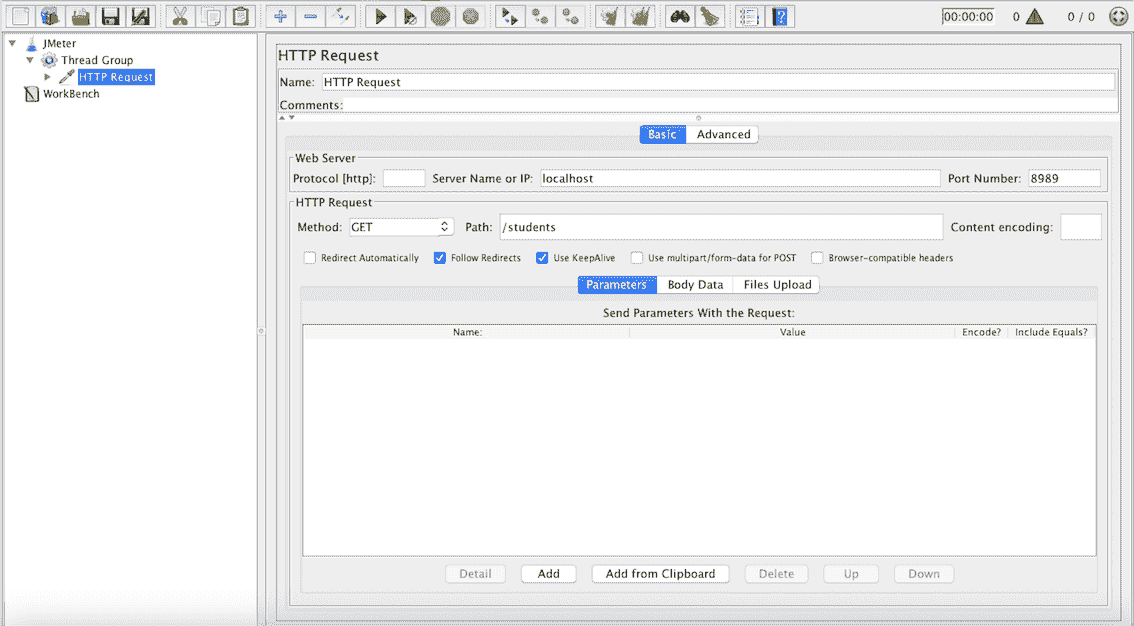 00:00:00 0 0 / 0
JMeter
Thread Group
HTTP Request
WorkBench
HTTP Request
Name: HTTP Request
Comments:
Basic Advanced
Web Server
Protocol [http]: Server Name or IP: localhost Port Number: 8989
HTTP Request
Method: GET Path: /students Content encoding:
Redirect Automatically Follow Redirects Use KeepAlive Use multipart/form-data for POST Browser-compatible headers
Parameters Body Data Files Upload
Send Parameters With the Request:
Name: Value Encode? Include Equals?
Detail Add Add from Clipboard Delete Up Down